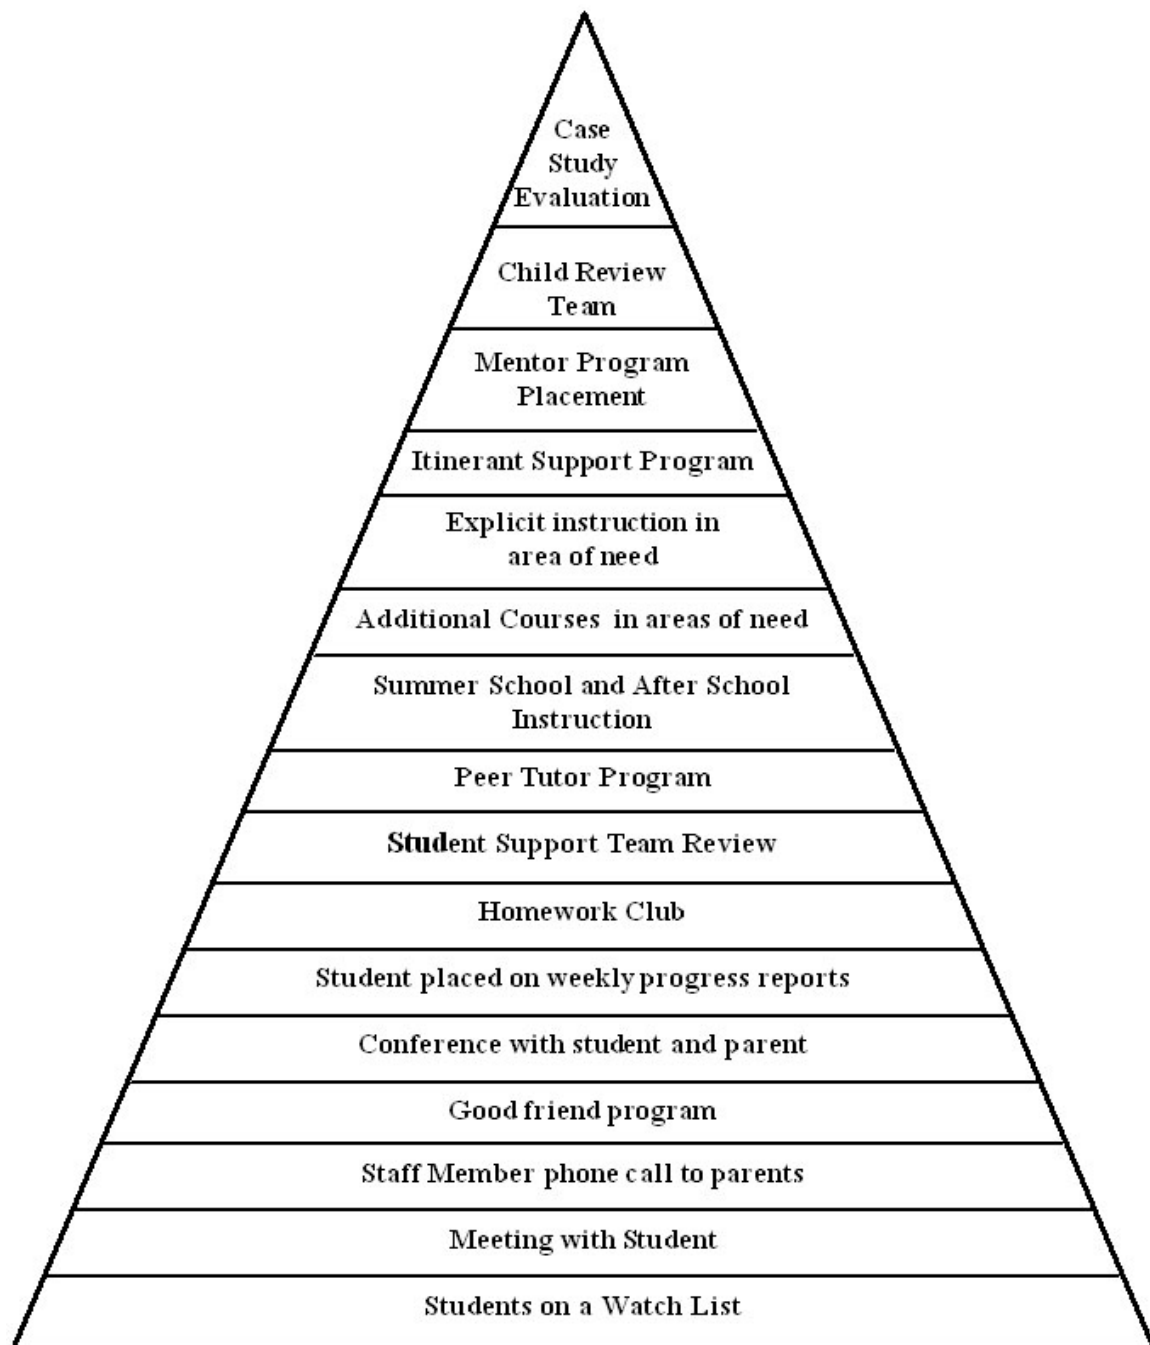 Case
Study
Evaluation
Child Review
Team
Mentor Program
Placement
Itinerant Support Program
Explicit instruction in
area of need
Additional Courses in areas of need
Summer School and After School
Instruction
Peer Tutor Program
Student Support Team Review
Homework Club
Student placed on weekly progress reports
Conference with student and parent
Good friend program
Staff Member phone call to parents
Meeting with Student
Students on a Watch List